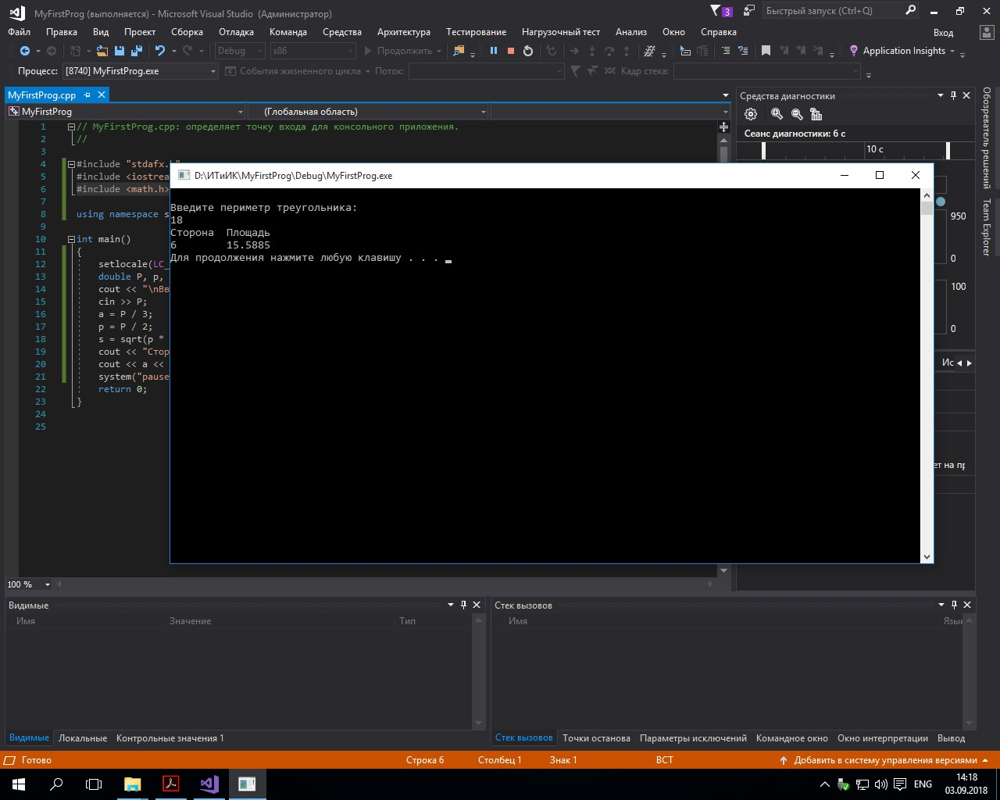 MyFirstProg (выполняется) - Microsoft Visual Studio (Администратор)
3
Быстрый запуск (Ctrl+Q)
Файл Правка Вид Проект Сборка Отладка Команда Средства Архитектура Тестирование Нагрузочный тест Анализ Окно Справка Вход
Debug x86 Продолжить Application Insights
Процесс: [8740] MyFirstProg.exe События жизненного цикла Поток: Кадр стека:
MyFirstProg.cpp
MyFirstProg (Глобальная область)
1 // MyFirstProg.cpp: определяет точку входа для консольного приложения.
2 //
3
4 #include "stdafx.h"
5 #include <iostrea
6 #include <math.h>
7
8 using namespace s
9
10 int main()
11 {
12 setlocale(LC_
13 double P, p,
14 cout << "\nВв
15 cin >> P;
16 a = P / 3;
17 p = P / 2;
18 s = sqrt(p *
19 cout << "Стор
20 cout << a <<
21 system("pause
22 return 0;
23 }
24
25
D:\ИТиИК\MyFirstProg\Debug\MyFirstProg.exe
Введите периметр треугольника:
18
Сторона Площадь
6 15.5885
Для продолжения нажмите любую клавишу . . .
Средства диагностики
Сеанс диагностики: 6 с
10 с
950
0
100
0
Ис
ет на пр
Обозреватель решений
Team Explorer
100 %
Видимые
Имя Значение Тип
Видимые Локальные Контрольные значения 1
Стек вызовов
Имя Язык
Стек вызовов Точки останова Параметры исключений Командное окно Окно интерпретации Вывод
Готово Строка 6 Столбец 1 Знак 1 ВСТ Добавить в систему управления версиями
ENG
14:18
03.09.2018